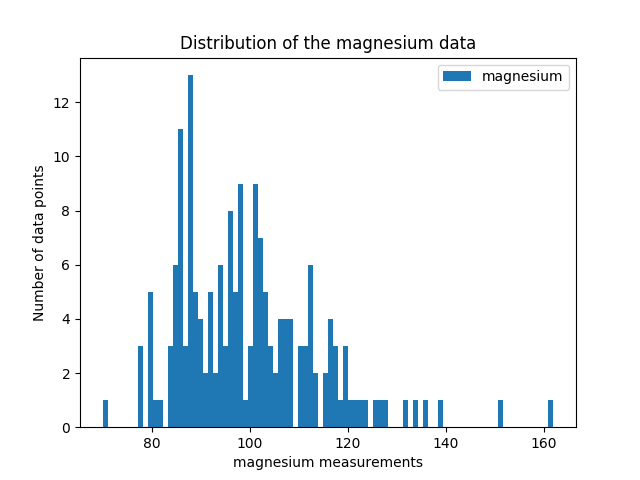 Distribution of the magnesium data
magnesium
12
10
8
6
4
2
0
Number of data points
80 100 120 140 160
magnesium measurements